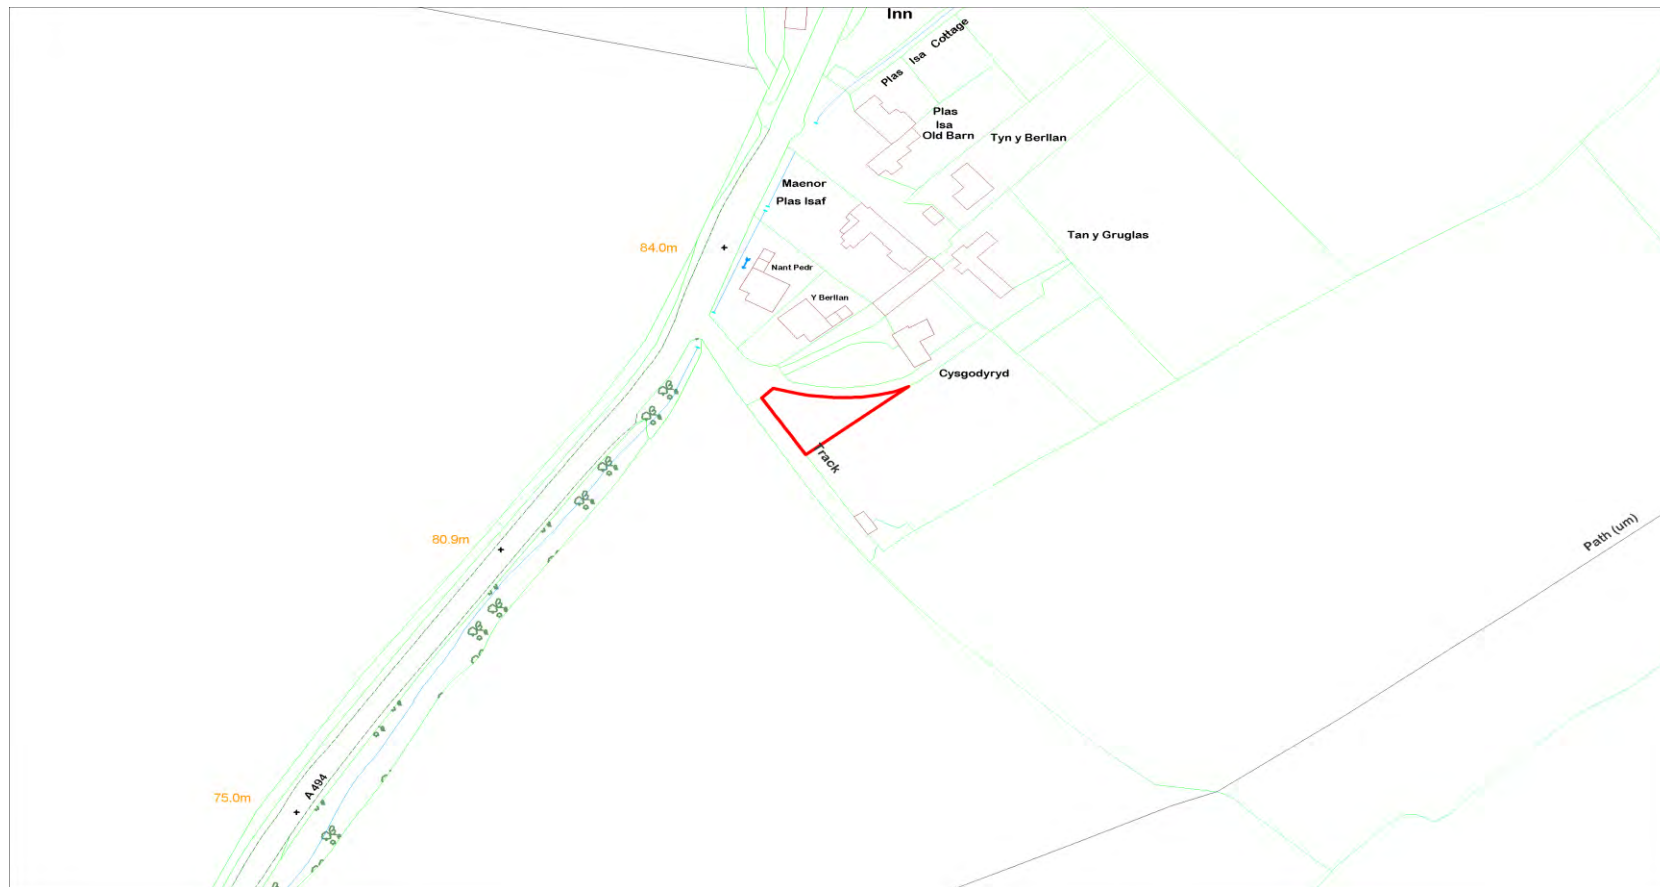 Inn
Plas Isa Cottage
Plas
Isa
Old Barn
Tyn y Berllan
Maenor
Plas Isaf
Tan y Gruglas
84.0m
Nant Pedr
Y Berllan
Cysgodyryd
Track
80.9m
Path (um)
A 494
75.0m